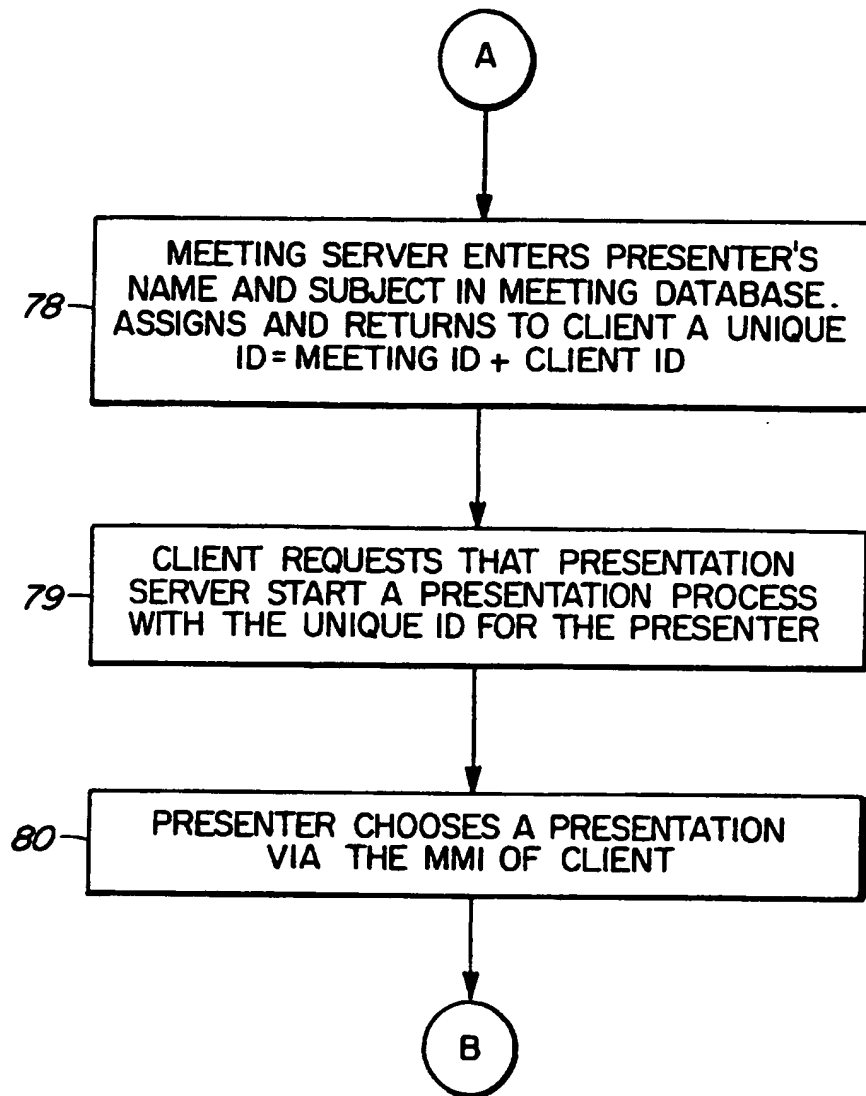 A
78
MEETING SERVER ENTERS PRESENTER'S
NAME AND SUBJECT IN MEETING DATABASE.
ASSIGNS AND RETURNS TO CLIENT A UNIQUE
ID = MEETING ID + CLIENT ID
79
CLIENT REQUESTS THAT PRESENTATION
SERVER START A PRESENTATION PROCESS
WITH THE UNIQUE ID FOR THE PRESENTER
80
PRESENTER CHOOSES A PRESENTATION
VIA THE MMI OF CLIENT
B